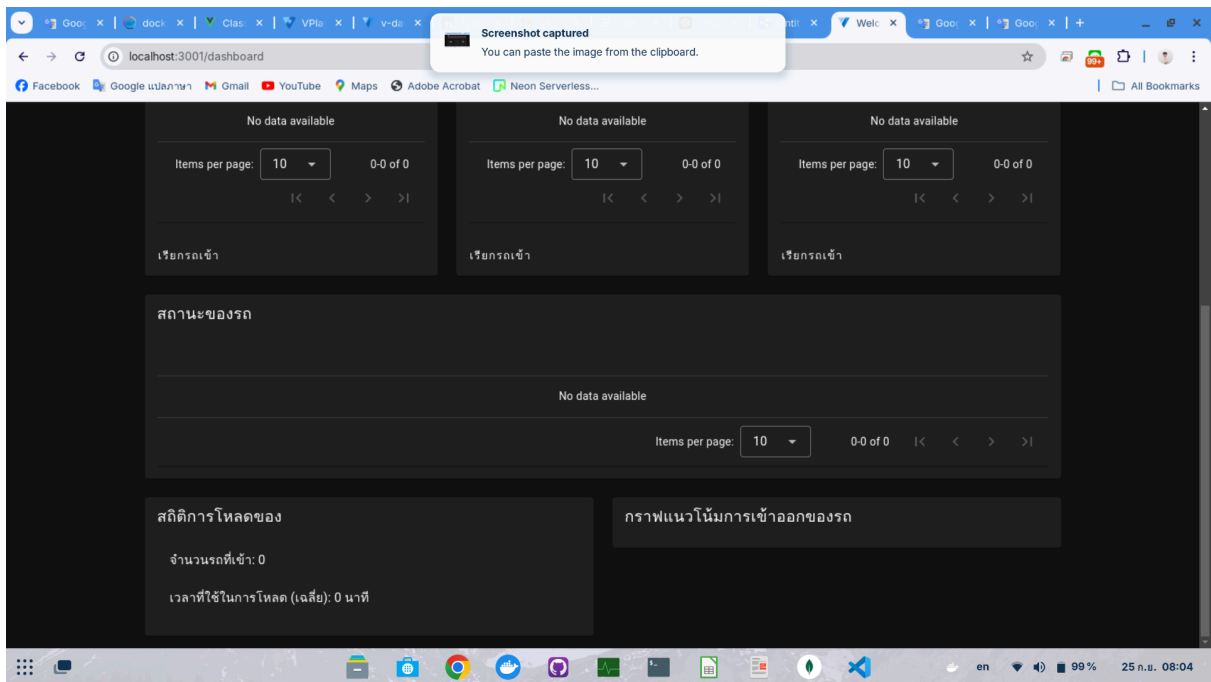 Goog
dock
Clas
VPla
v-da
Welc
Goog
Goog
Screenshot captured
You can paste the image from the clipboard.
localhost:3001/dashboard
99+
Facebook
Google แปลภาษา
Gmail
YouTube
Maps
Adobe Acrobat
Neon Serverless...
All Bookmarks
No data available
No data available
No data available
Items per page: 10 0-0 of 0
Items per page: 10 0-0 of 0
Items per page: 10 0-0 of 0
เรียกรถเข้า
เรียกรถเข้า
เรียกรถเข้า
สถานะของรถ
No data available
Items per page: 10 0-0 of 0
สถิติการโหลดของ
กราฟแนวโน้มการเข้าออกของรถ
จำนวนรถที่เข้า: 0
เวลาที่ใช้ในการโหลด (เฉลี่ย): 0 นาที
en
99%
25 ก.ย. 08:04